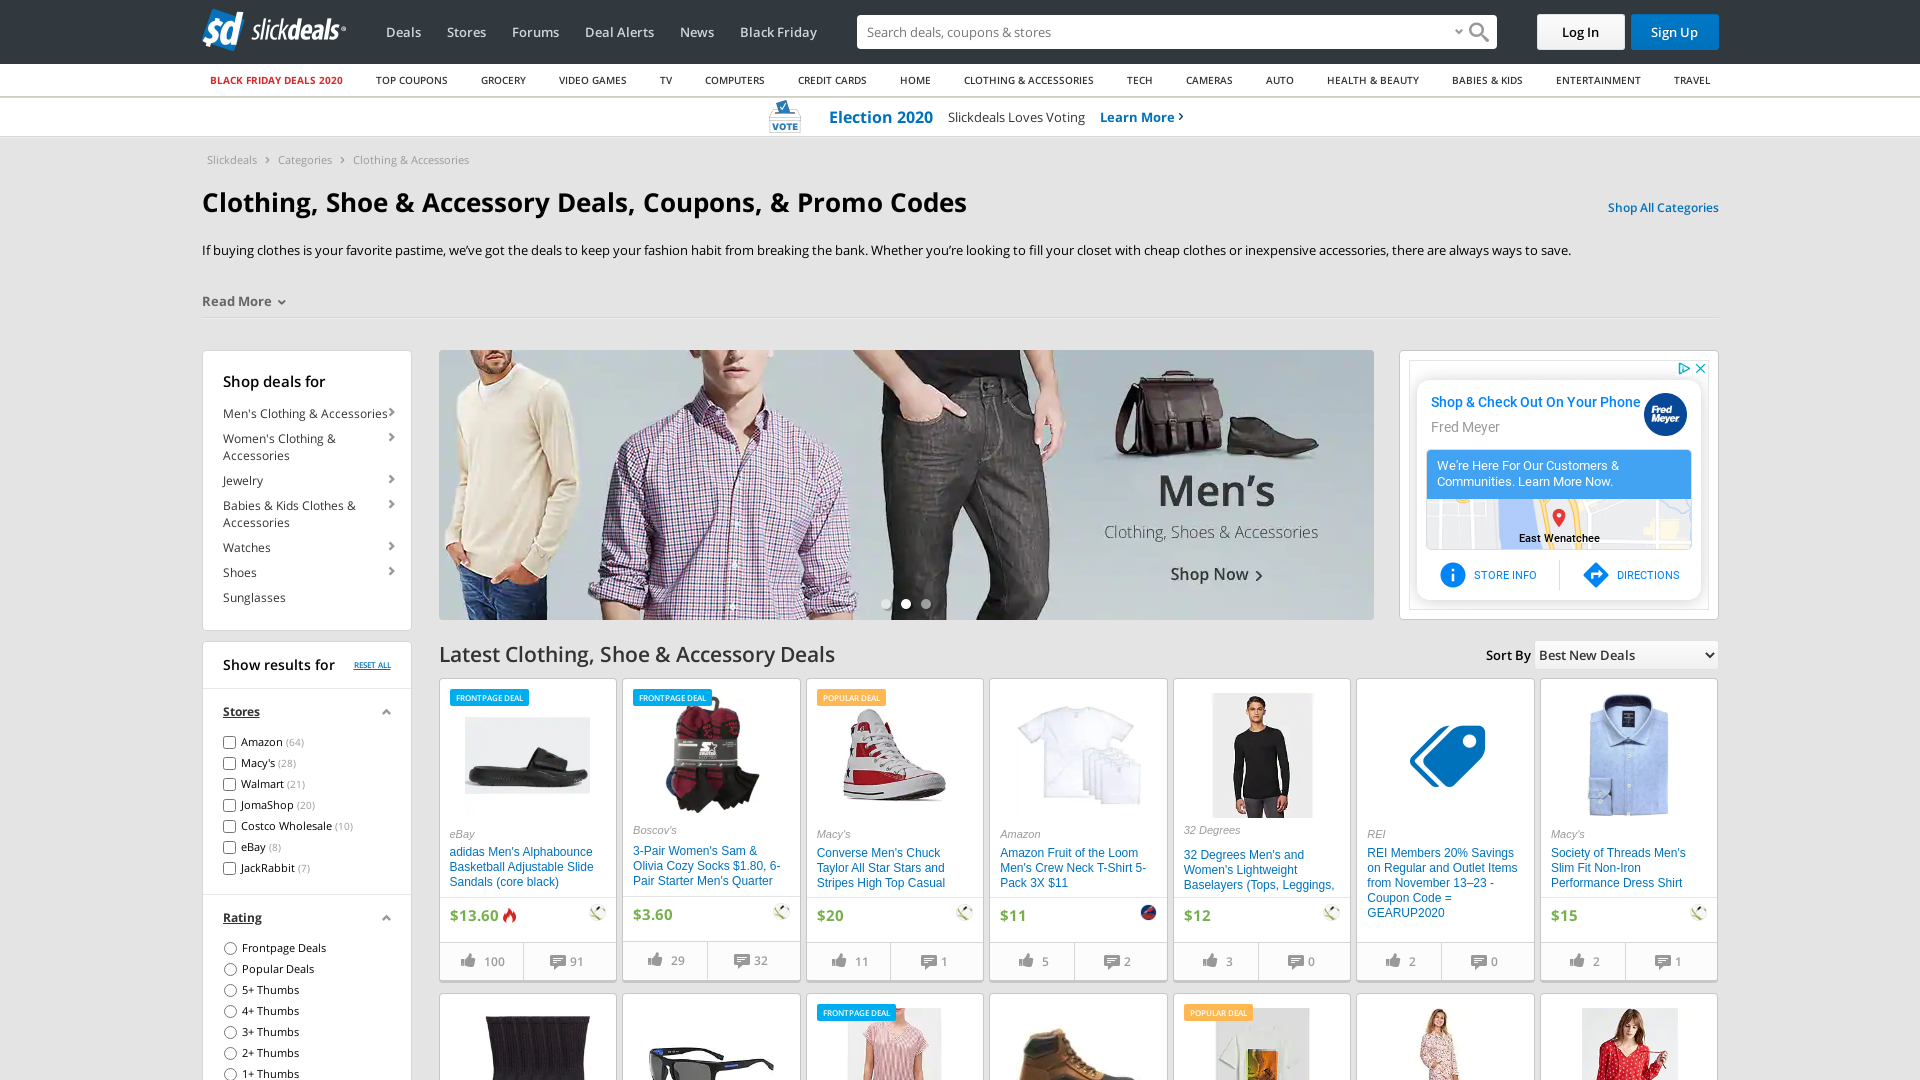 slickdeals
Deals
Stores
Forums
Deal Alerts
News
Black Friday
Search deals, coupons & stores
Log In
Sign Up
BLACK FRIDAY DEALS 2020
TOP COUPONS
GROCERY
VIDEO GAMES
TV
COMPUTERS
CREDIT CARDS
HOME
CLOTHING & ACCESSORIES
TECH
CAMERAS
AUTO
HEALTH & BEAUTY
BABIES & KIDS
ENTERTAINMENT
TRAVEL
VOTE
Election 2020
Slickdeals Loves Voting
Learn More
Slickdeals
Categories
Clothing & Accessories
Clothing, Shoe & Accessory Deals, Coupons, & Promo Codes
Shop All Categories
If buying clothes is your favorite pastime, we’ve got the deals to keep your fashion habit from breaking the bank. Whether you’re looking to fill your closet with cheap clothes or inexpensive accessories, there are always ways to save.
Read More
Shop deals for
Men's Clothing & Accessories
Women's Clothing &
Accessories
Jewelry
Babies & Kids Clothes &
Accessories
Watches
Shoes
Sunglasses
Men’s
Clothing, Shoes & Accessories
Shop Now
Shop & Check Out On Your Phone
Fred Meyer
Fred
Meyer
We're Here For Our Customers &
Communities. Learn More Now.
East Wenatchee
STORE INFO
DIRECTIONS
Show results for
RESET ALL
Stores
Amazon (64)
Macy's (28)
Walmart (21)
JomaShop (20)
Costco Wholesale (10)
eBay (8)
JackRabbit (7)
Rating
Frontpage Deals
Popular Deals
5+ Thumbs
4+ Thumbs
3+ Thumbs
2+ Thumbs
1+ Thumbs
Latest Clothing, Shoe & Accessory Deals
Sort By
Best New Deals
FRONTPAGE DEAL
eBay
adidas Men's Alphabounce
Basketball Adjustable Slide
Sandals (core black)
$13.60
100
91
FRONTPAGE DEAL
Boscov's
3-Pair Women's Sam &
Olivia Cozy Socks $1.80, 6-
Pair Starter Men's Quarter
$3.60
29
32
POPULAR DEAL
Macy's
Converse Men's Chuck
Taylor All Star Stars and
Stripes High Top Casual
$20
11
1
Amazon
Amazon Fruit of the Loom
Men's Crew Neck T-Shirt 5-
Pack 3X $11
$11
5
2
32 Degrees
32 Degrees Men's and
Women's Lightweight
Baselayers (Tops, Leggings,
$12
3
0
REI
REI Members 20% Savings
on Regular and Outlet Items
from November 13–23 -
Coupon Code =
GEARUP2020
2
0
Macy's
Society of Threads Men's
Slim Fit Non-Iron
Performance Dress Shirt
$15
2
1
FRONTPAGE DEAL
POPULAR DEAL